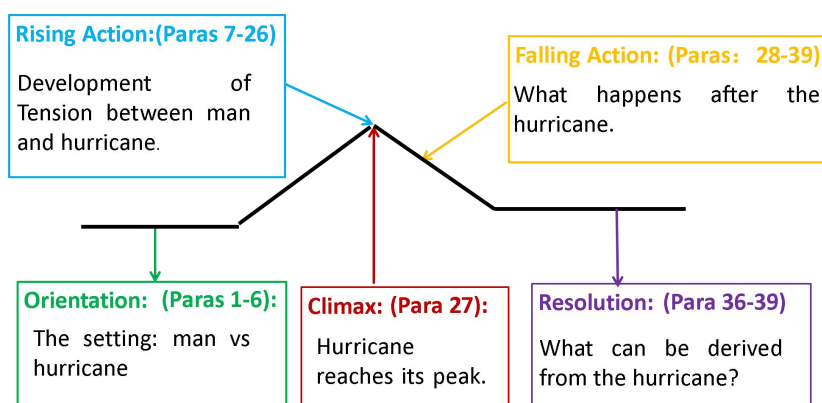 Rising Action:(Paras 7-26)
Development of
Tension between man
and hurricane.
Falling Action: (Paras： 28-39)
What happens after the
hurricane.
Orientation: (Paras 1-6):
The setting: man vs
hurricane
Climax: (Para 27):
Hurricane
reaches its peak.
Resolution: (Para 36-39)
What can be derived
from the hurricane?